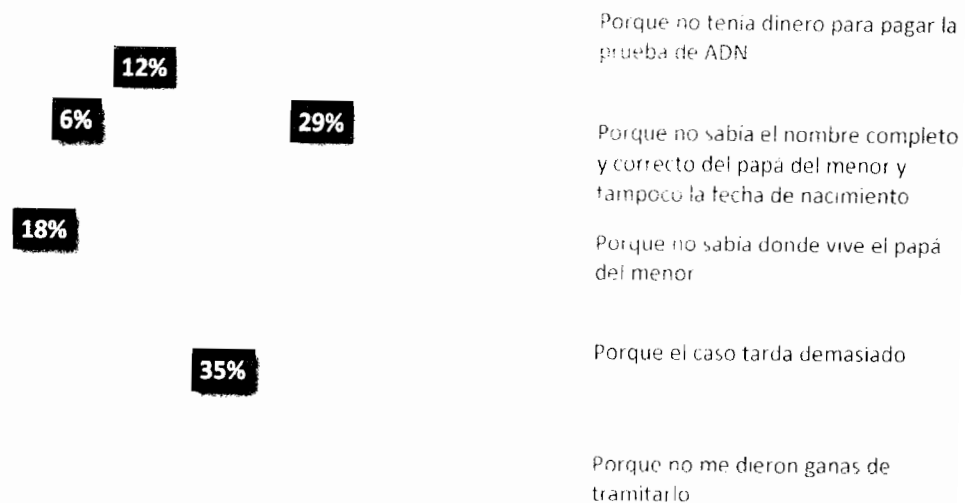 12%
6%
29%
18%
35%
Porque no tenia dinero para pagar la
prueba de ADN
Porque no sabía el nombre completo
y correcto del papá del menor y
tampoco la fecha de nacimiento
Porque no sabía donde vive el papá
del menor
Porque el caso tarda demasiado
Porque no me dieron ganas de
tramitarlo